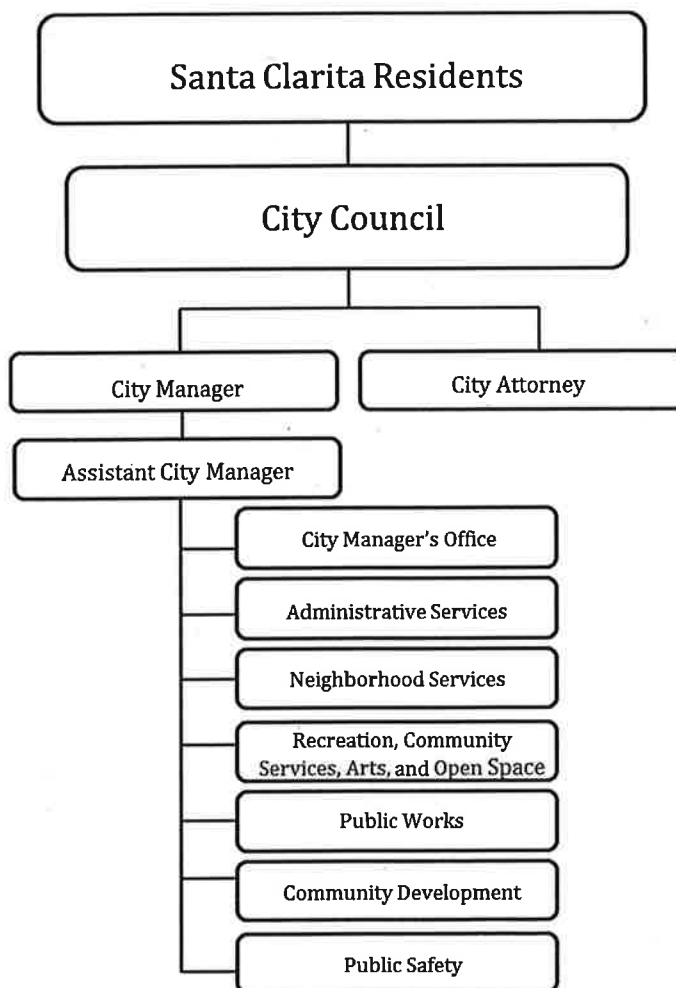 Santa Clarita Residents
City Council
City Manager
City Attorney
Assistant City Manager
City Manager's Office
Administrative Services
Neighborhood Services
Recreation, Community
Services, Arts, and Open Space
Public Works
Community Development
Public Safety